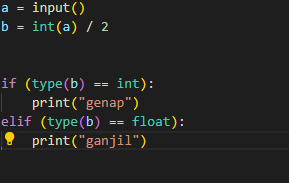 a = input()
b = int(a) / 2
if (type(b) == int):
    print("genap")
elif (type(b) == float):
    print("ganjil")